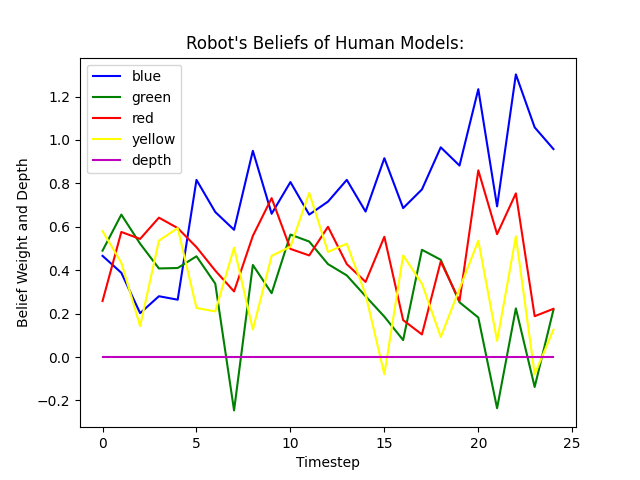 Robot's Beliefs of Human Models:
blue
green
red
yellow
depth
Belief Weight and Depth
1.2
1.0
0.8
0.6
0.4
0.2
0.0
−0.2
0 5 10 15 20 25
Timestep